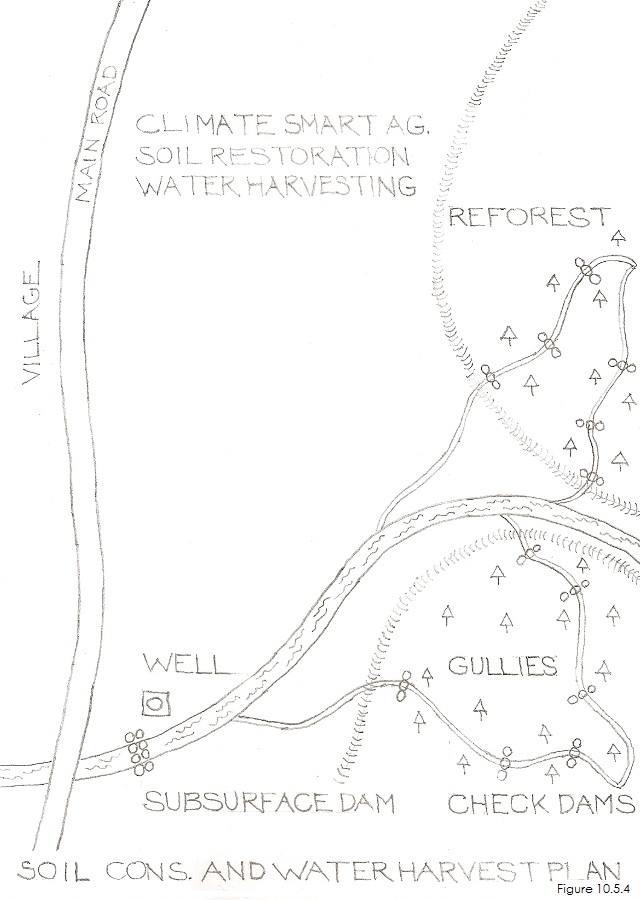 MAIN ROAD
CLIMATE SMART AG.
SOIL RESTORATION
WATER HARVESTING
REFOREST
VILLAGE
WELL
GULLIES
SUBSURFACE DAM
CHECK DAMS
SOIL CONS. AND WATER HARVEST PLAN
Figure 10.5.4